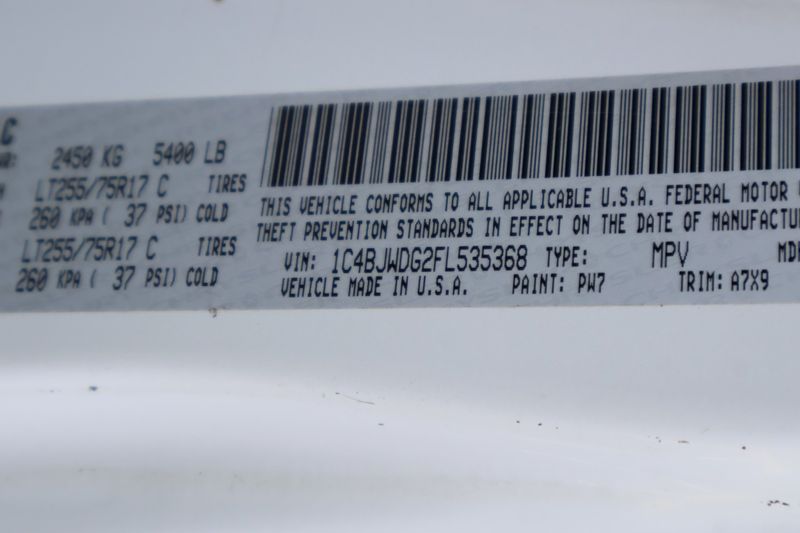 C
2450 KG 5400 LB
LT255/75R17 C TIRES
260 KPA ( 37 PSI) COLD
LT255/75R17 C TIRES
260 KPA ( 37 PSI) COLD
THIS VEHICLE CONFORMS TO ALL APPLICABLE U.S.A. FEDERAL MOTOR
THEFT PREVENTION STANDARDS IN EFFECT ON THE DATE OF MANUFACTU
VIN: 1C4BJWDG2FL535368 TYPE: MPV MDH
VEHICLE MADE IN U.S.A. PAINT: PW7 TRIM: A7X9